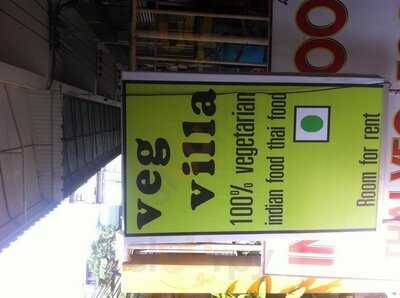 veg
villa
100% vegetarian
indian food thai food
Room for rent